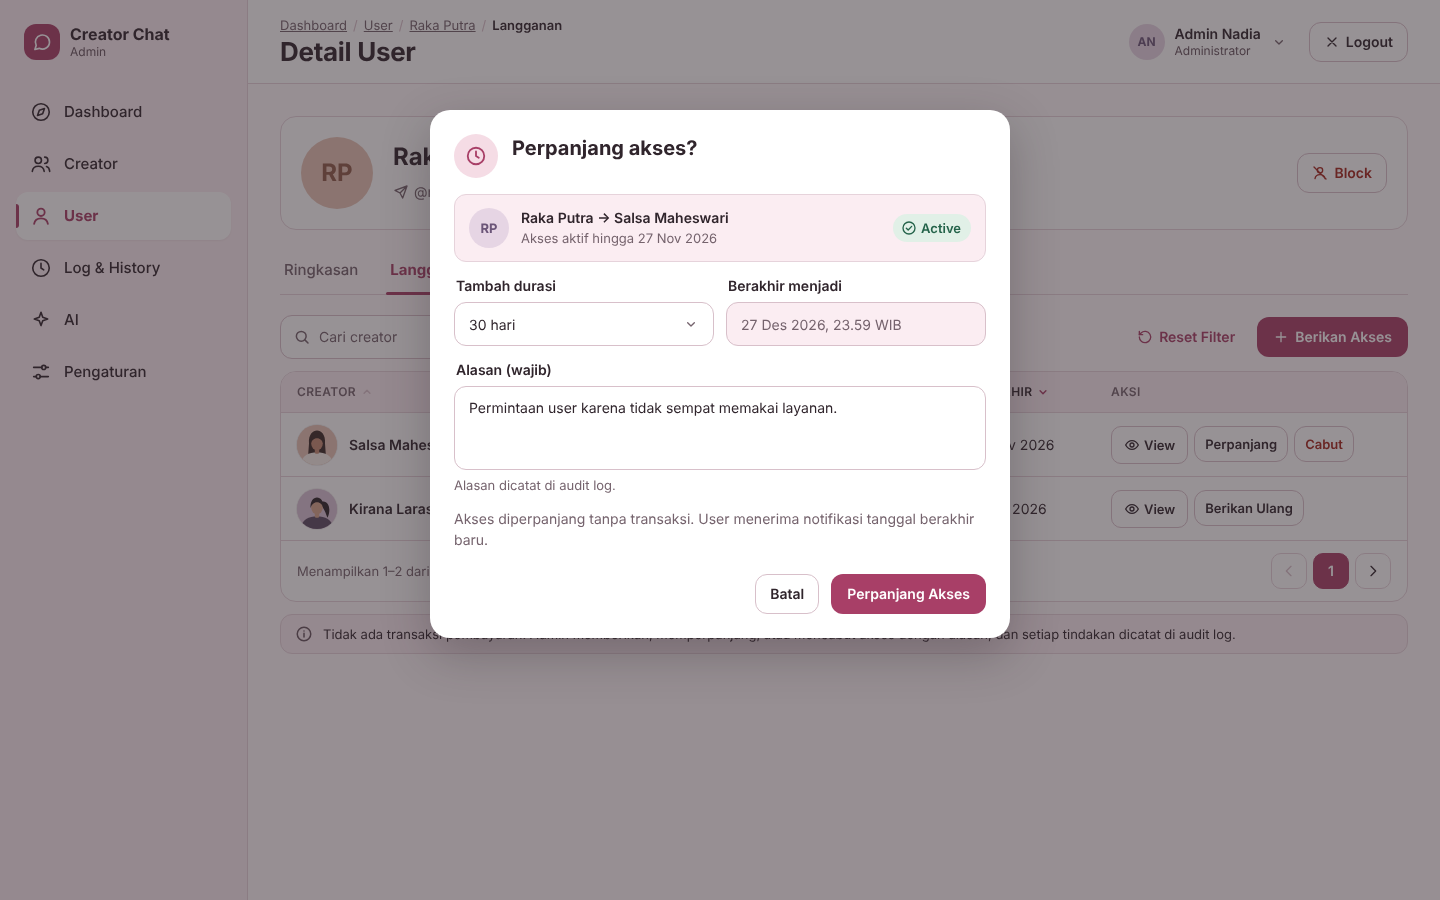 Creator Chat
Admin
Dashboard
Creator
User
Log & History
AI
Pengaturan
Dashboard / User / Raka Putra / Langganan
Detail User
AN
Admin Nadia
Administrator
Logout
RP
Block
Ringkasan
Cari creator
Reset Filter
Berikan Akses
CREATOR
AKSI
Salsa
2026
View
Perpanjang
Cabut
Kirana
2026
View
Berikan Ulang
Menampilkan 1–2 dari
1
Tidak ada
dan setiap tindakan dicatat di audit log.
Perpanjang akses?
RP
Raka Putra → Salsa Maheswari
Akses aktif hingga 27 Nov 2026
Active
Tambah durasi
Berakhir menjadi
30 hari
27 Des 2026, 23.59 WIB
Alasan (wajib)
Permintaan user karena tidak sempat memakai layanan.
Alasan dicatat di audit log.
Akses diperpanjang tanpa transaksi. User menerima notifikasi tanggal berakhir
baru.
Batal
Perpanjang Akses